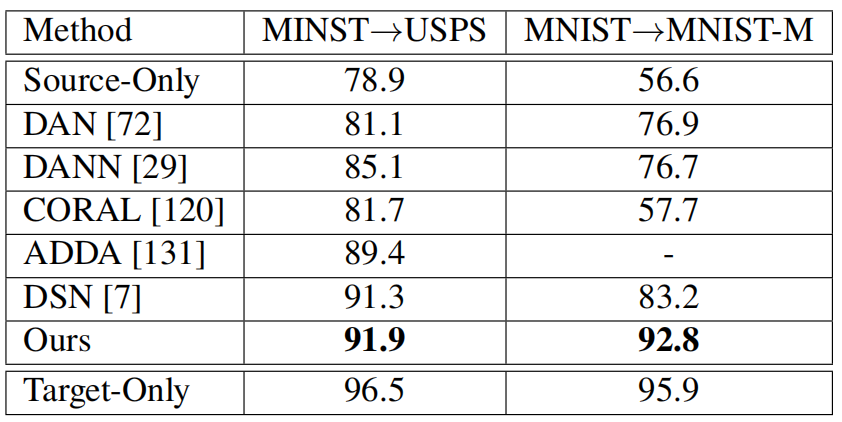 Method MINST→USPS MNIST→MNIST-M
Source-Only 78.9 56.6
DAN [72] 81.1 76.9
DANN [29] 85.1 76.7
CORAL [120] 81.7 57.7
ADDA [131] 89.4 -
DSN [7] 91.3 83.2
Ours 91.9 92.8
Target-Only 96.5 95.9